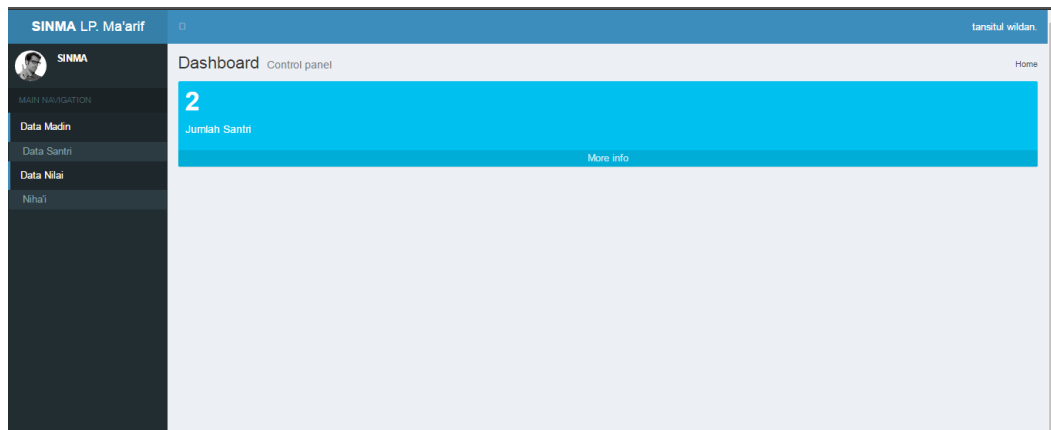 SINMA LP. Ma'arif
tansitul wildan.
SINMA
MAIN NAVIGATION
Data Madin
Data Santri
Data Nilai
Niha'i
Dashboard Control panel
Home
2
Jumlah Santri
More info